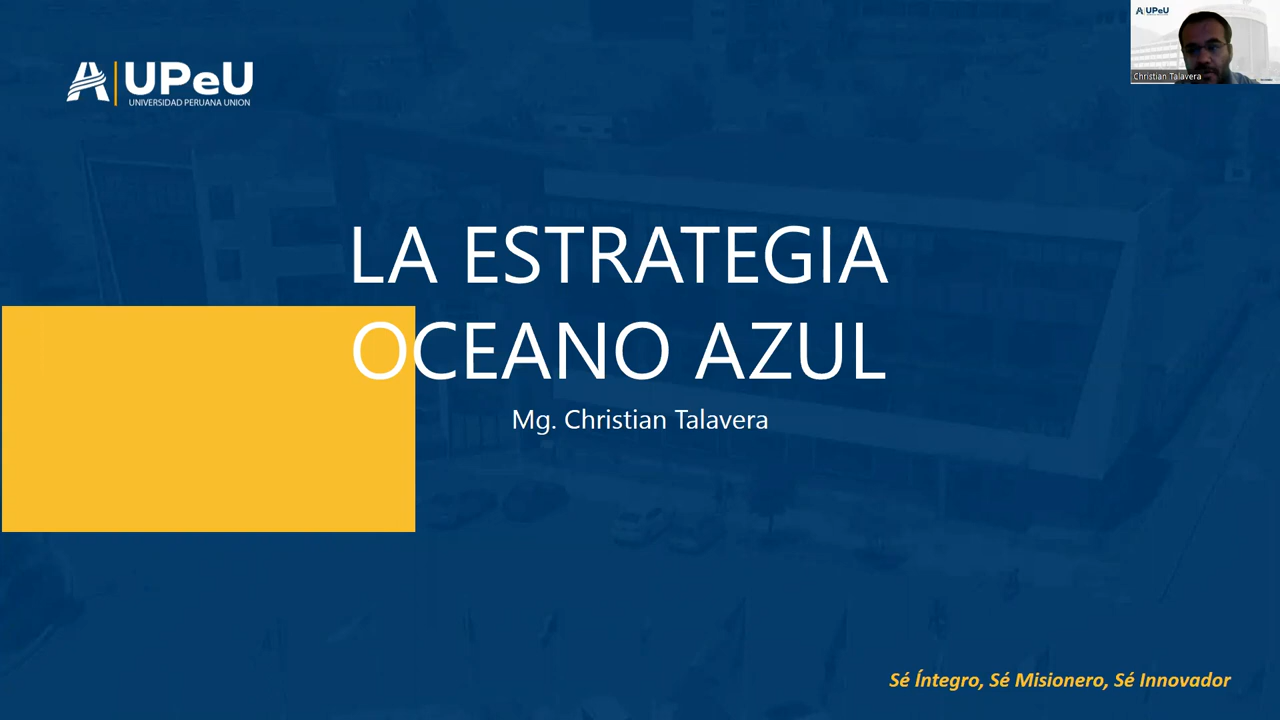 UPeU
UNIVERSIDAD PERUANA UNION
UPeU
Christian Talavera
LA ESTRATEGIA
OCEANO AZUL
Mg. Christian Talavera
Sé Íntegro, Sé Misionero, Sé Innovador